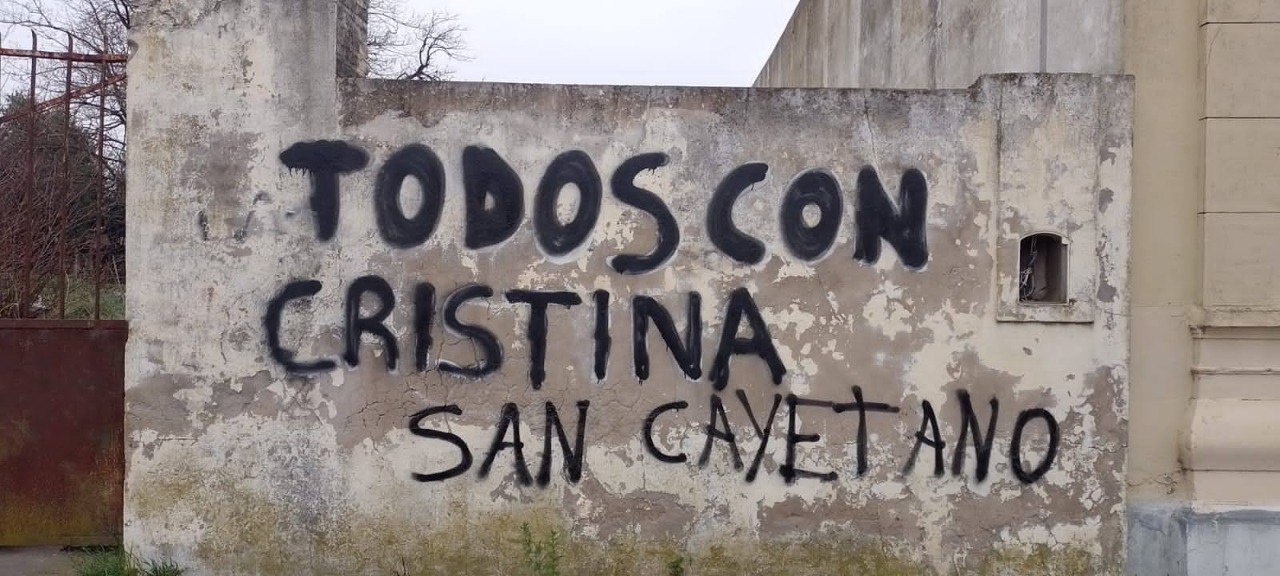 TODOS CON
CRISTINA
SAN CAYETANO